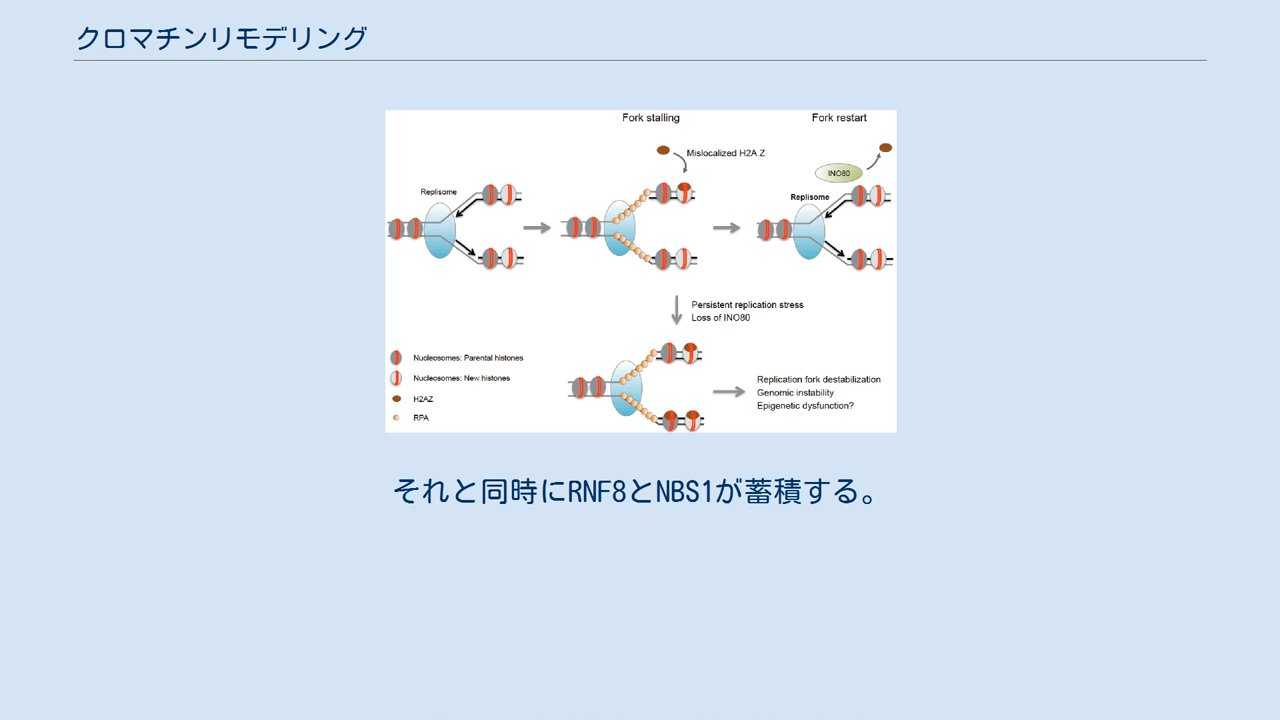 クロマチンリモデリング
Fork stalling
Fork restart
Mislocalized H2A.Z
INO80
Replisome
Replisome
Persistent replication stress
Loss of INO80
Nucleosomes: Parental histones
Nucleosomes: New histones
H2AZ
RPA
Replication fork destabilization
Genomic instability
Epigenetic dysfunction?
それと同時にRNF8とNBS1が蓄積する。